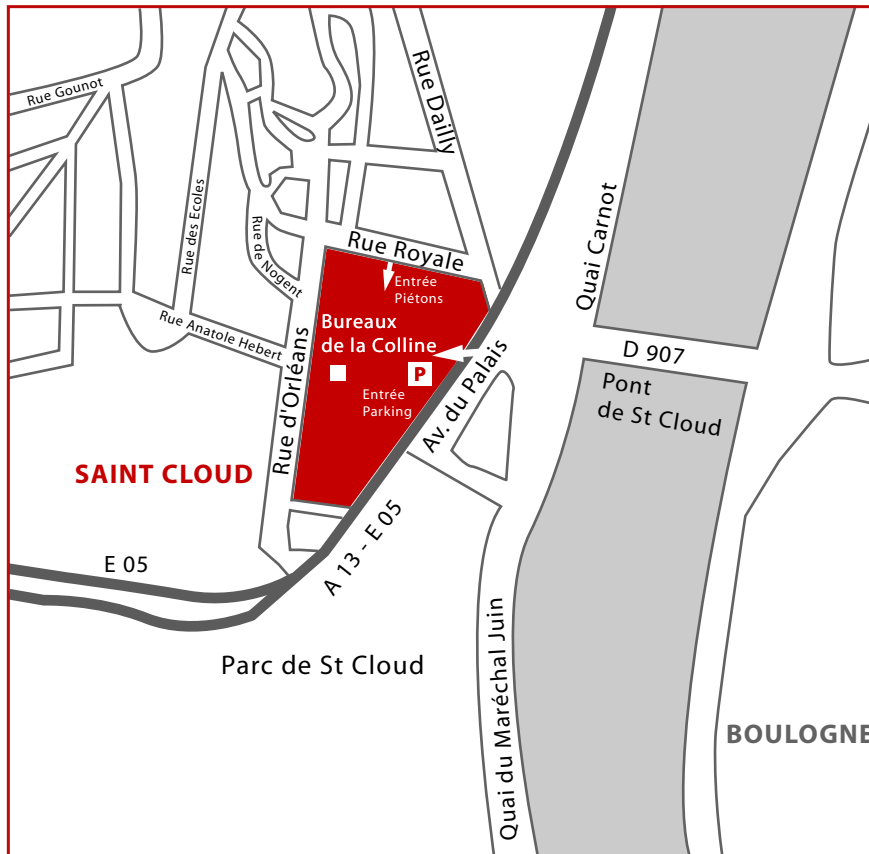 Rue Gounot
Rue Dailly
Rue des Ecoles
Rue de Nogent
Rue Royale
Quai Carnot
Entrée
Piétons
Rue Anatole Hebert
Bureaux
de la Colline
P
Entrée
Parking
Rue d'Orléans
Av. du Palais
D 907
Pont
de St Cloud
SAINT CLOUD
E 05
A 13 - E 05
Parc de St Cloud
Quai du Maréchal Juin
BOULOGNE